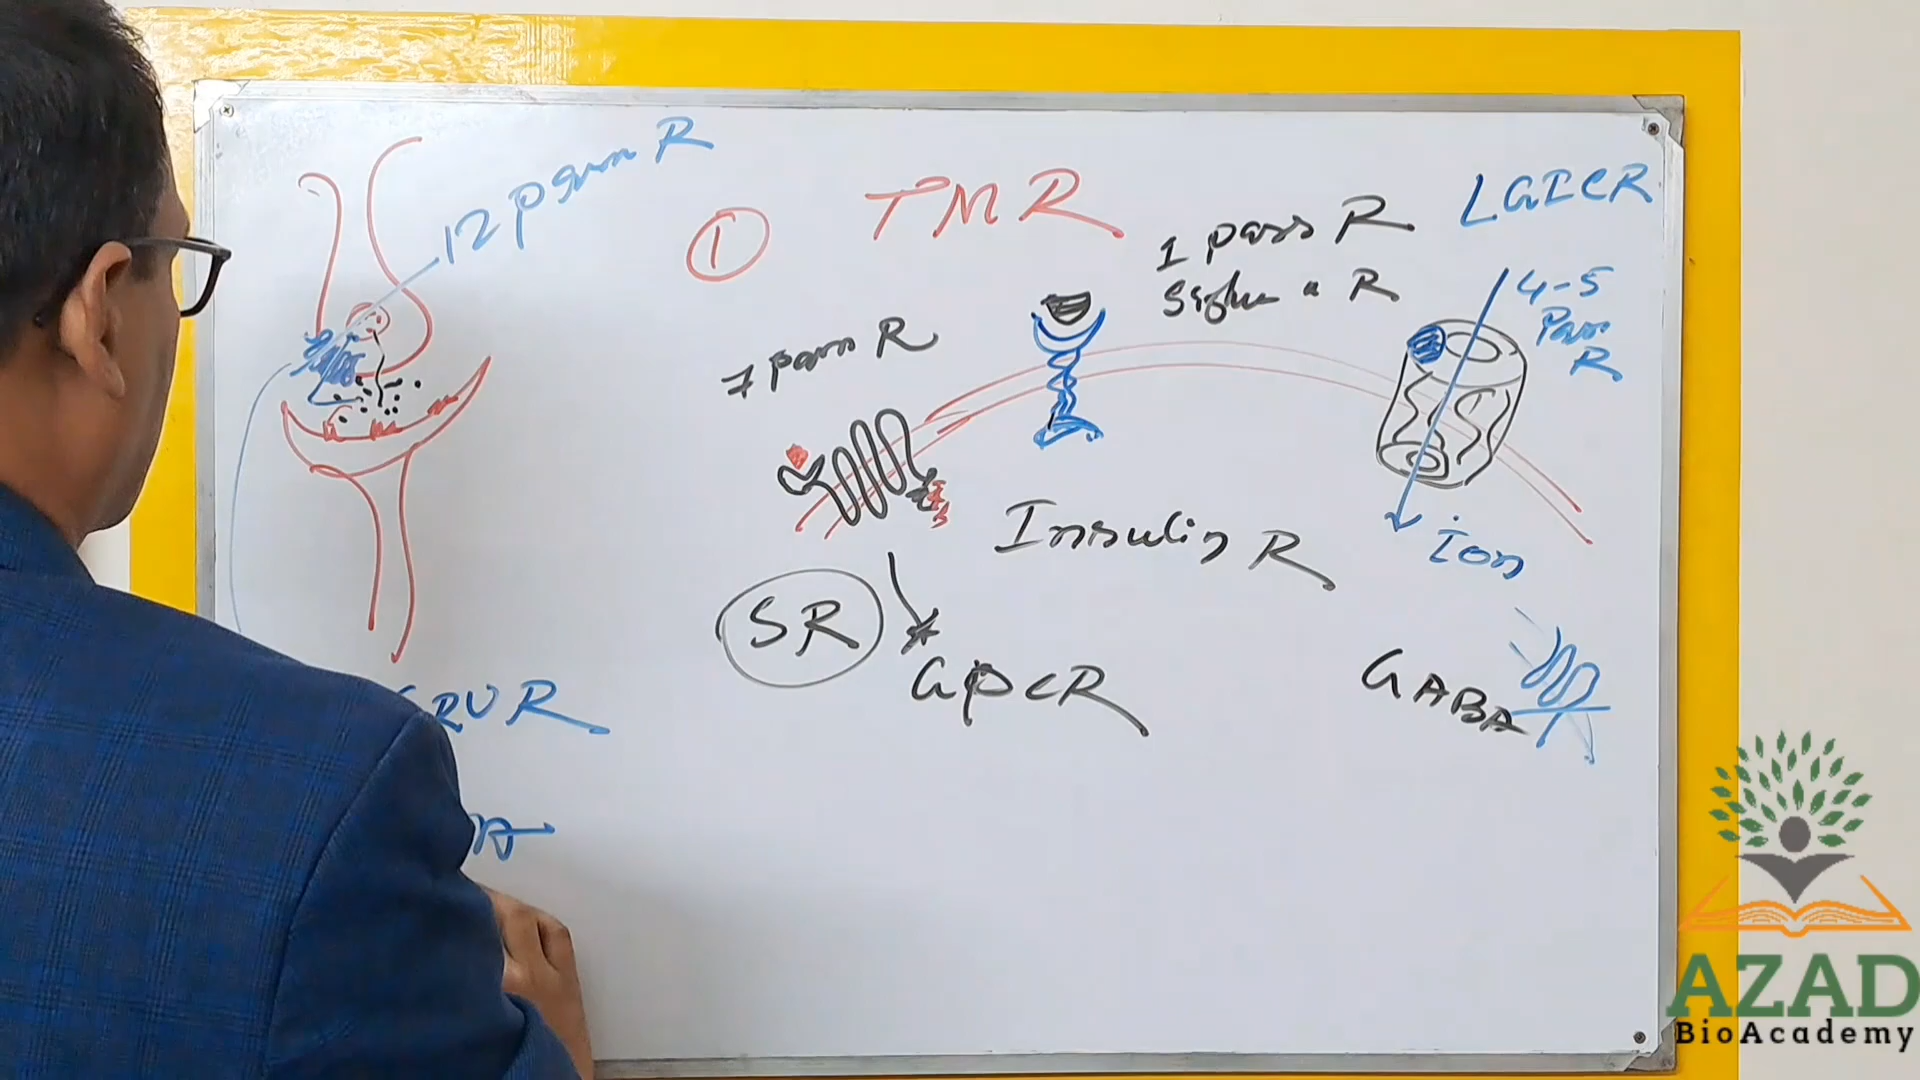 12 pass R
① TMR
1 pass R
Single " R
LGICR
4-5
Pass
R
7 pass R
Insulin R
ion
SR
GPCR
GABA
RUR
AZAD
BioAcademy